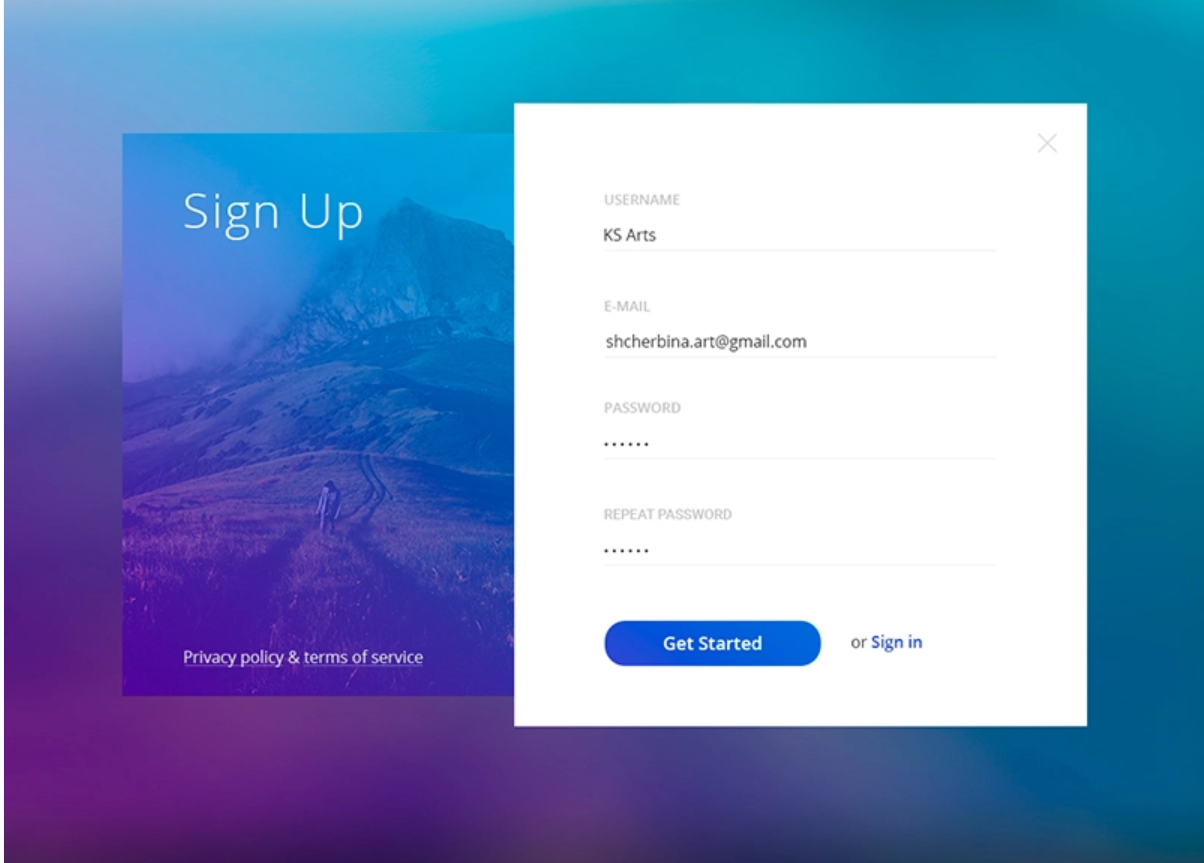 Sign Up
Privacy policy & terms of service
USERNAME
KS Arts
E-MAIL
shcherbina.art@gmail.com
PASSWORD
••••••
REPEAT PASSWORD
••••••
Get Started
or Sign in